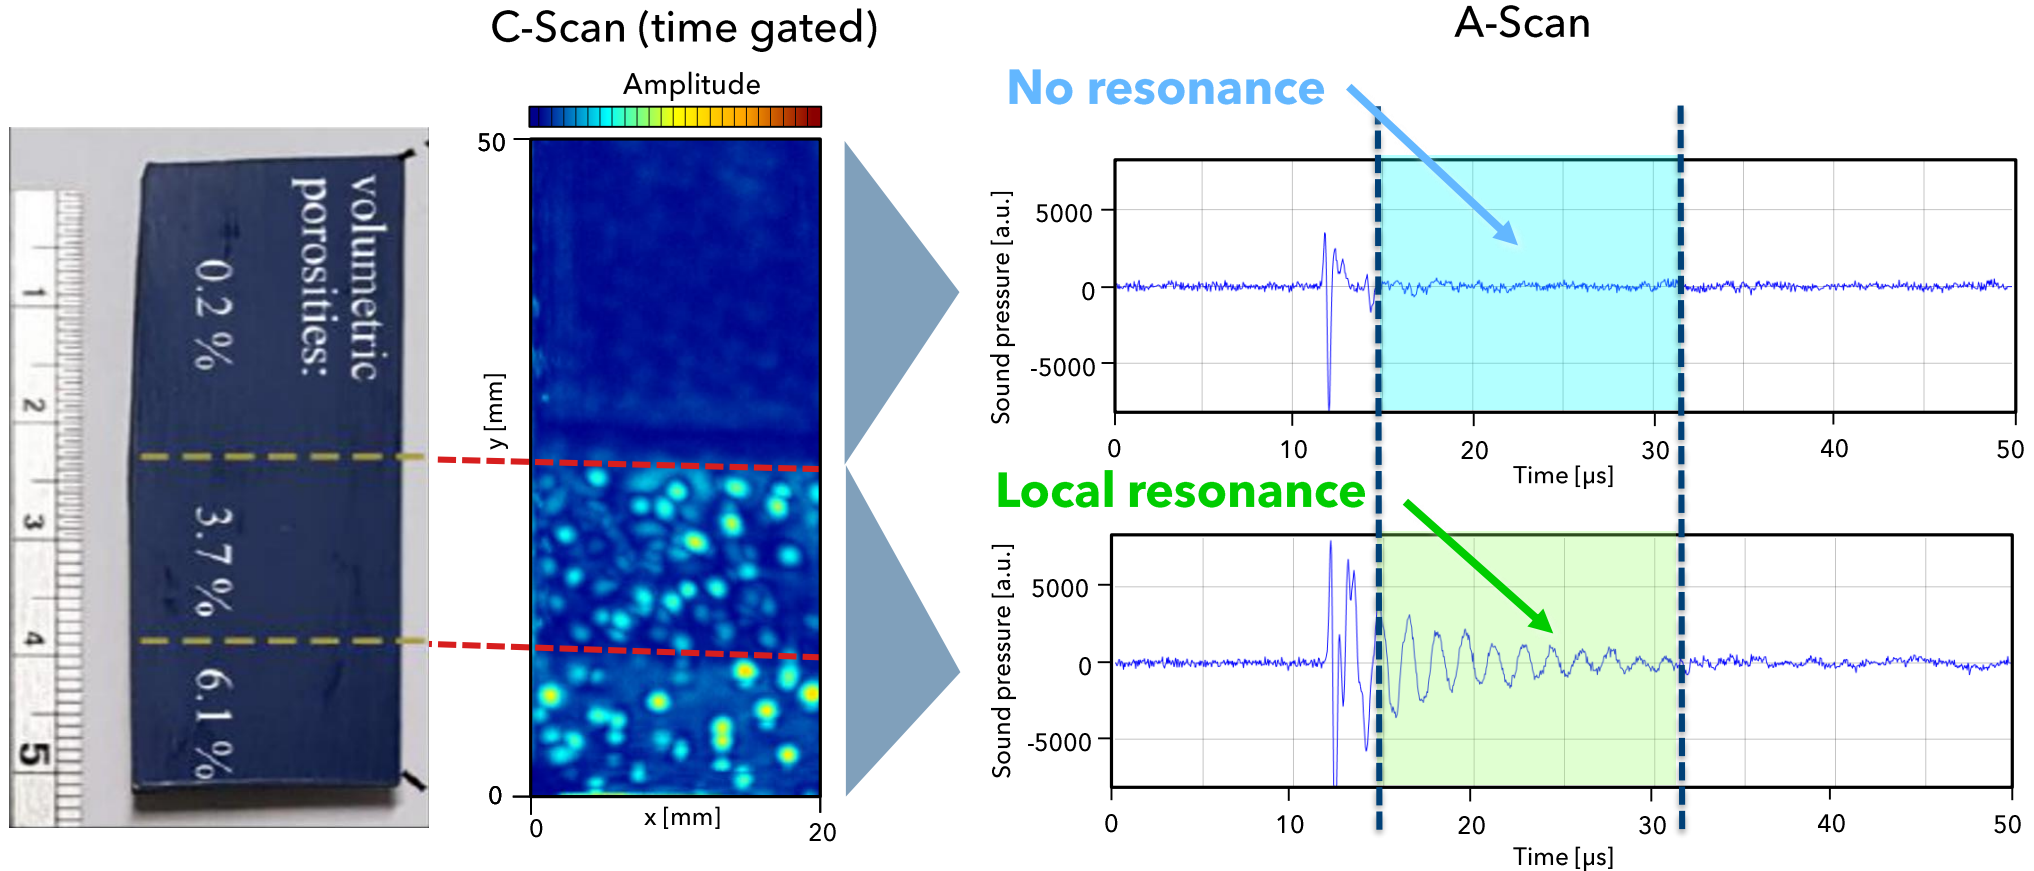 C-Scan (time gated)
A-Scan
Amplitude
No resonance
volumetric
porosities:
0.2 %
3.7 %
6.1 %
1
2
3
4
5
50
y [mm]
0
0
x [mm]
20
5000
0
-5000
Sound pressure [a.u.]
0
10
20
30
40
50
Time [µs]
Local resonance
5000
0
-5000
Sound pressure [a.u.]
0
10
20
30
40
50
Time [µs]